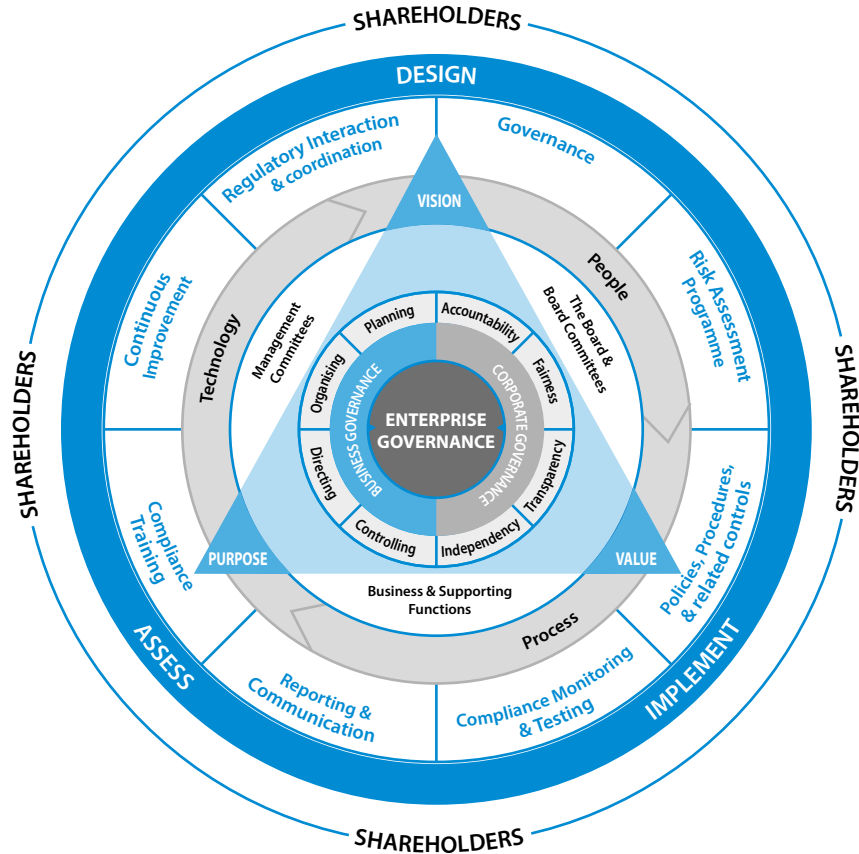 SHAREHOLDERS
DESIGN
Regulatory Interaction
& coordination
Governance
VISION
Continuous
Improvement
Technology
Management
Committees
People
The Board &
Board Committees
Risk Assessment
Programme
SHAREHOLDERS
SHAREHOLDERS
Planning
Accountability
Organising
Fairness
BUSINESS GOVERNANCE
ENTERPRISE
GOVERNANCE
CORPORATE GOVERNANCE
Directing
Transparency
Controlling
Independency
Compliance
Training
PURPOSE
VALUE
Policies, Procedures,
& related controls
Business & Supporting
Functions
Process
ASSESS
IMPLEMENT
Reporting &
Communication
Compliance Monitoring
& Testing
SHAREHOLDERS